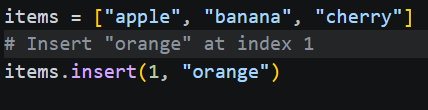 items = ["apple", "banana", "cherry"]
# Insert "orange" at index 1
items.insert(1, "orange")